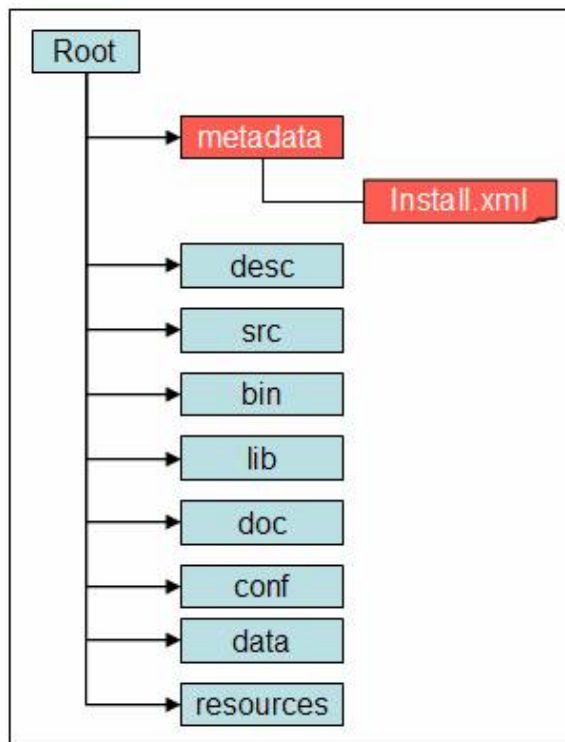 Root
metadata
Install.xml
desc
src
bin
lib
doc
conf
data
resources